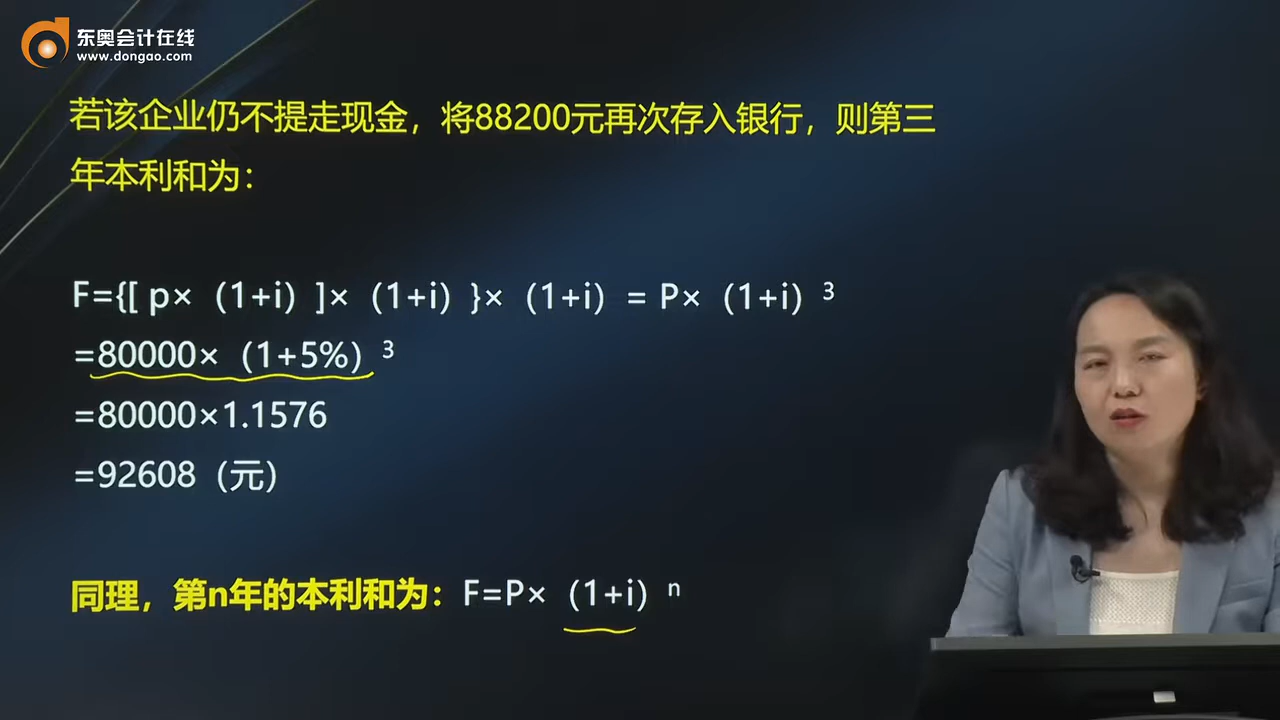 东奥会计在线
www.dongao.com
若该企业仍不提走现金，将88200元再次存入银行，则第三
年本利和为：
F={[ p×（1+i）]×（1+i）}×（1+i）= P×（1+i）³
=80000×（1+5%）³
=80000×1.1576
=92608（元）
同理，第n年的本利和为：F=P×（1+i）ⁿ